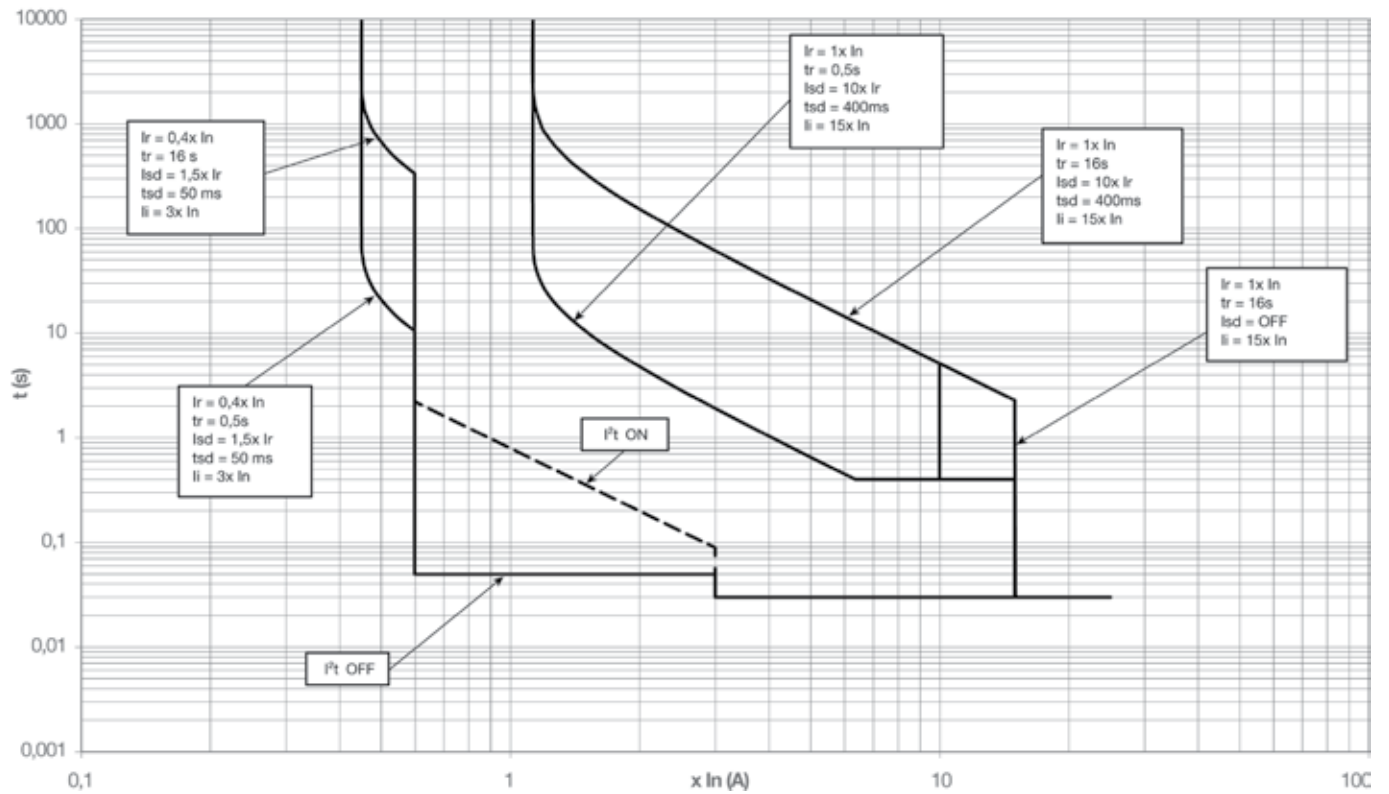 10000
1000
100
10
1
0,1
0,01
0,001
t (s)
0,1
1
10
100
x In (A)
Ir = 0,4x In
tr = 16 s
Isd = 1,5x Ir
tsd = 50 ms
Ii = 3x In
Ir = 1x In
tr = 0,5s
Isd = 10x Ir
tsd = 400ms
Ii = 15x In
Ir = 1x In
tr = 16s
Isd = 10x Ir
tsd = 400ms
Ii = 15x In
Ir = 1x In
tr = 16s
Isd = OFF
Ii = 15x In
Ir = 0,4x In
tr = 0,5s
Isd = 1,5x Ir
tsd = 50 ms
Ii = 3x In
I²t ON
I²t OFF